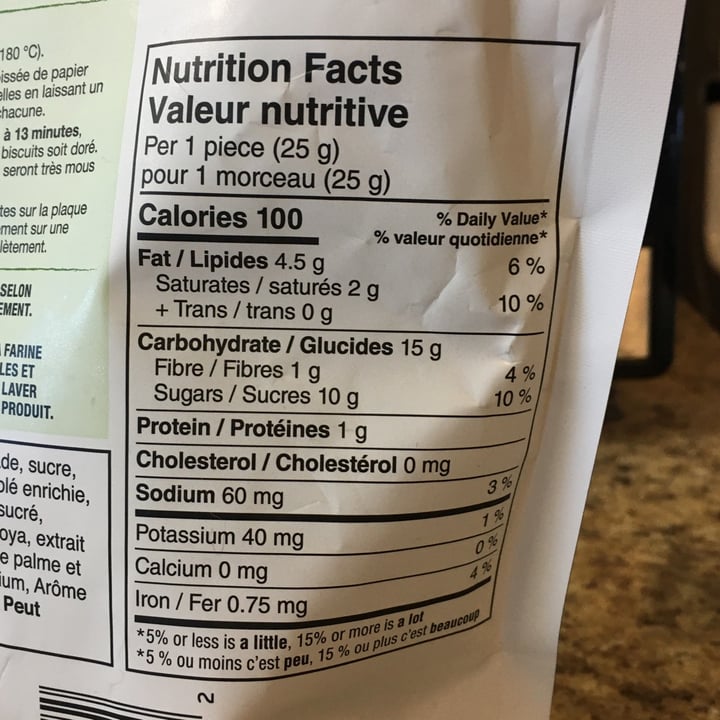 180 °C).
issée de papier
elles en laissant un
chacune.
à 13 minutes,
biscuits soit doré.
seront très mous
tes sur la plaque
ment sur une
lètement.
SELON
EMENT.
FARINE
LES ET
LAVER
PRODUIT.
de, sucre,
blé enrichie,
sucré,
oya, extrait
e palme et
ium, Arôme
Peut
Nutrition Facts
Valeur nutritive
Per 1 piece (25 g)
pour 1 morceau (25 g)
Calories 100
% Daily Value*
% valeur quotidienne*
Fat / Lipides 4.5 g 6 %
Saturates / saturés 2 g
+ Trans / trans 0 g 10 %
Carbohydrate / Glucides 15 g
Fibre / Fibres 1 g 4 %
Sugars / Sucres 10 g 10 %
Protein / Protéines 1 g
Cholesterol / Cholestérol 0 mg
Sodium 60 mg 3 %
Potassium 40 mg 1 %
Calcium 0 mg 0 %
Iron / Fer 0.75 mg 4 %
*5% or less is a little, 15% or more is a lot
*5 % ou moins c'est peu, 15 % ou plus c'est beaucoup
2